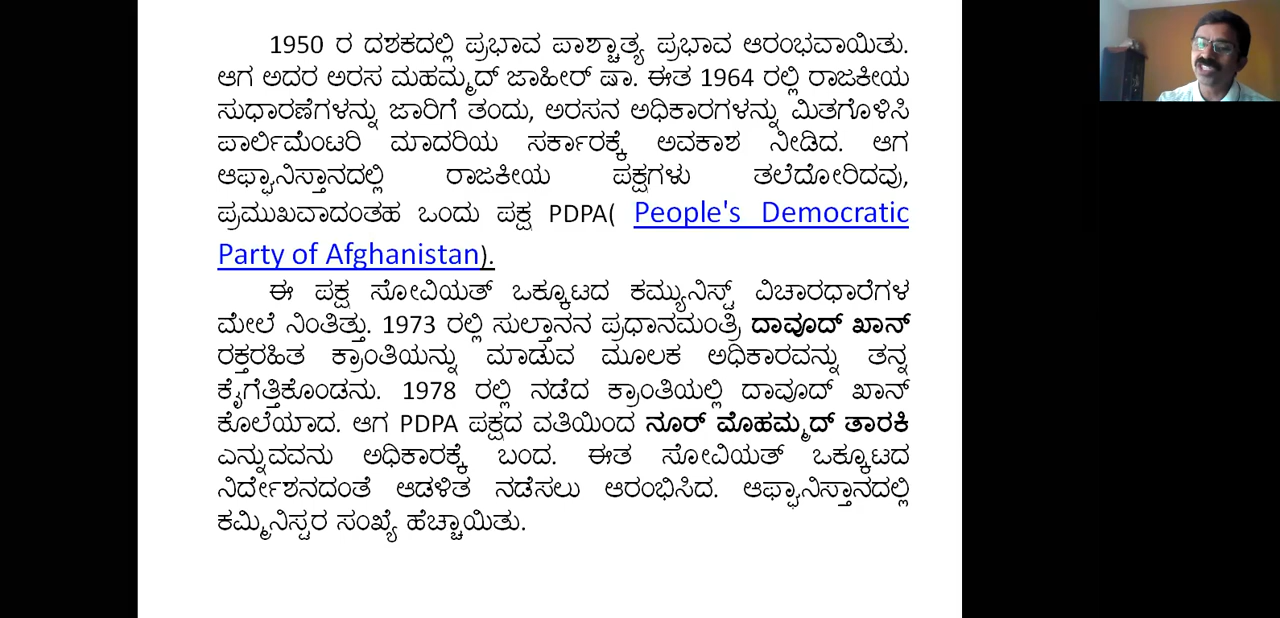 1950 ರ ದಶಕದಲ್ಲಿ ಪ್ರಭಾವ ಪಾಶ್ಚಾತ್ಯ ಪ್ರಭಾವ ಆರಂಭವಾಯಿತು.
ಆಗ ಅದರ ಅರಸ ಮಹಮ್ಮದ್ ಜಾಹೀರ್ ಷಾ. ಈತ 1964 ರಲ್ಲಿ ರಾಜಕೀಯ
ಸುಧಾರಣೆಗಳನ್ನು ಜಾರಿಗೆ ತಂದು, ಅರಸನ ಅಧಿಕಾರಗಳನ್ನು ಮಿತಗೊಳಿಸಿ
ಪಾರ್ಲಿಮೆಂಟರಿ ಮಾದರಿಯ ಸರ್ಕಾರಕ್ಕೆ ಅವಕಾಶ ನೀಡಿದ. ಆಗ
ಆಫ್ಘಾನಿಸ್ತಾನದಲ್ಲಿ ರಾಜಕೀಯ ಪಕ್ಷಗಳು ತಲೆದೋರಿದವು,
ಪ್ರಮುಖವಾದಂತಹ ಒಂದು ಪಕ್ಷ PDPA( People's Democratic
Party of Afghanistan).
ಈ ಪಕ್ಷ ಸೋವಿಯತ್ ಒಕ್ಕೂಟದ ಕಮ್ಯುನಿಸ್ಟ್ ವಿಚಾರಧಾರೆಗಳ
ಮೇಲೆ ನಿಂತಿತ್ತು. 1973 ರಲ್ಲಿ ಸುಲ್ತಾನನ ಪ್ರಧಾನಮಂತ್ರಿ ದಾವೂದ್ ಖಾನ್
ರಕ್ತರಹಿತ ಕ್ರಾಂತಿಯನ್ನು ಮಾಡುವ ಮೂಲಕ ಅಧಿಕಾರವನ್ನು ತನ್ನ
ಕೈಗೆತ್ತಿಕೊಂಡನು. 1978 ರಲ್ಲಿ ನಡೆದ ಕ್ರಾಂತಿಯಲ್ಲಿ ದಾವೂದ್ ಖಾನ್
ಕೊಲೆಯಾದ. ಆಗ PDPA ಪಕ್ಷದ ವತಿಯಿಂದ ನೂರ್ ಮೊಹಮ್ಮದ್ ತಾರಕಿ
ಎನ್ನುವವನು ಅಧಿಕಾರಕ್ಕೆ ಬಂದ. ಈತ ಸೋವಿಯತ್ ಒಕ್ಕೂಟದ
ನಿರ್ದೇಶನದಂತೆ ಆಡಳಿತ ನಡೆಸಲು ಆರಂಭಿಸಿದ. ಆಫ್ಘಾನಿಸ್ತಾನದಲ್ಲಿ
ಕಮ್ಮಿನಿಸ್ಟರ ಸಂಖ್ಯೆ ಹೆಚ್ಚಾಯಿತು.